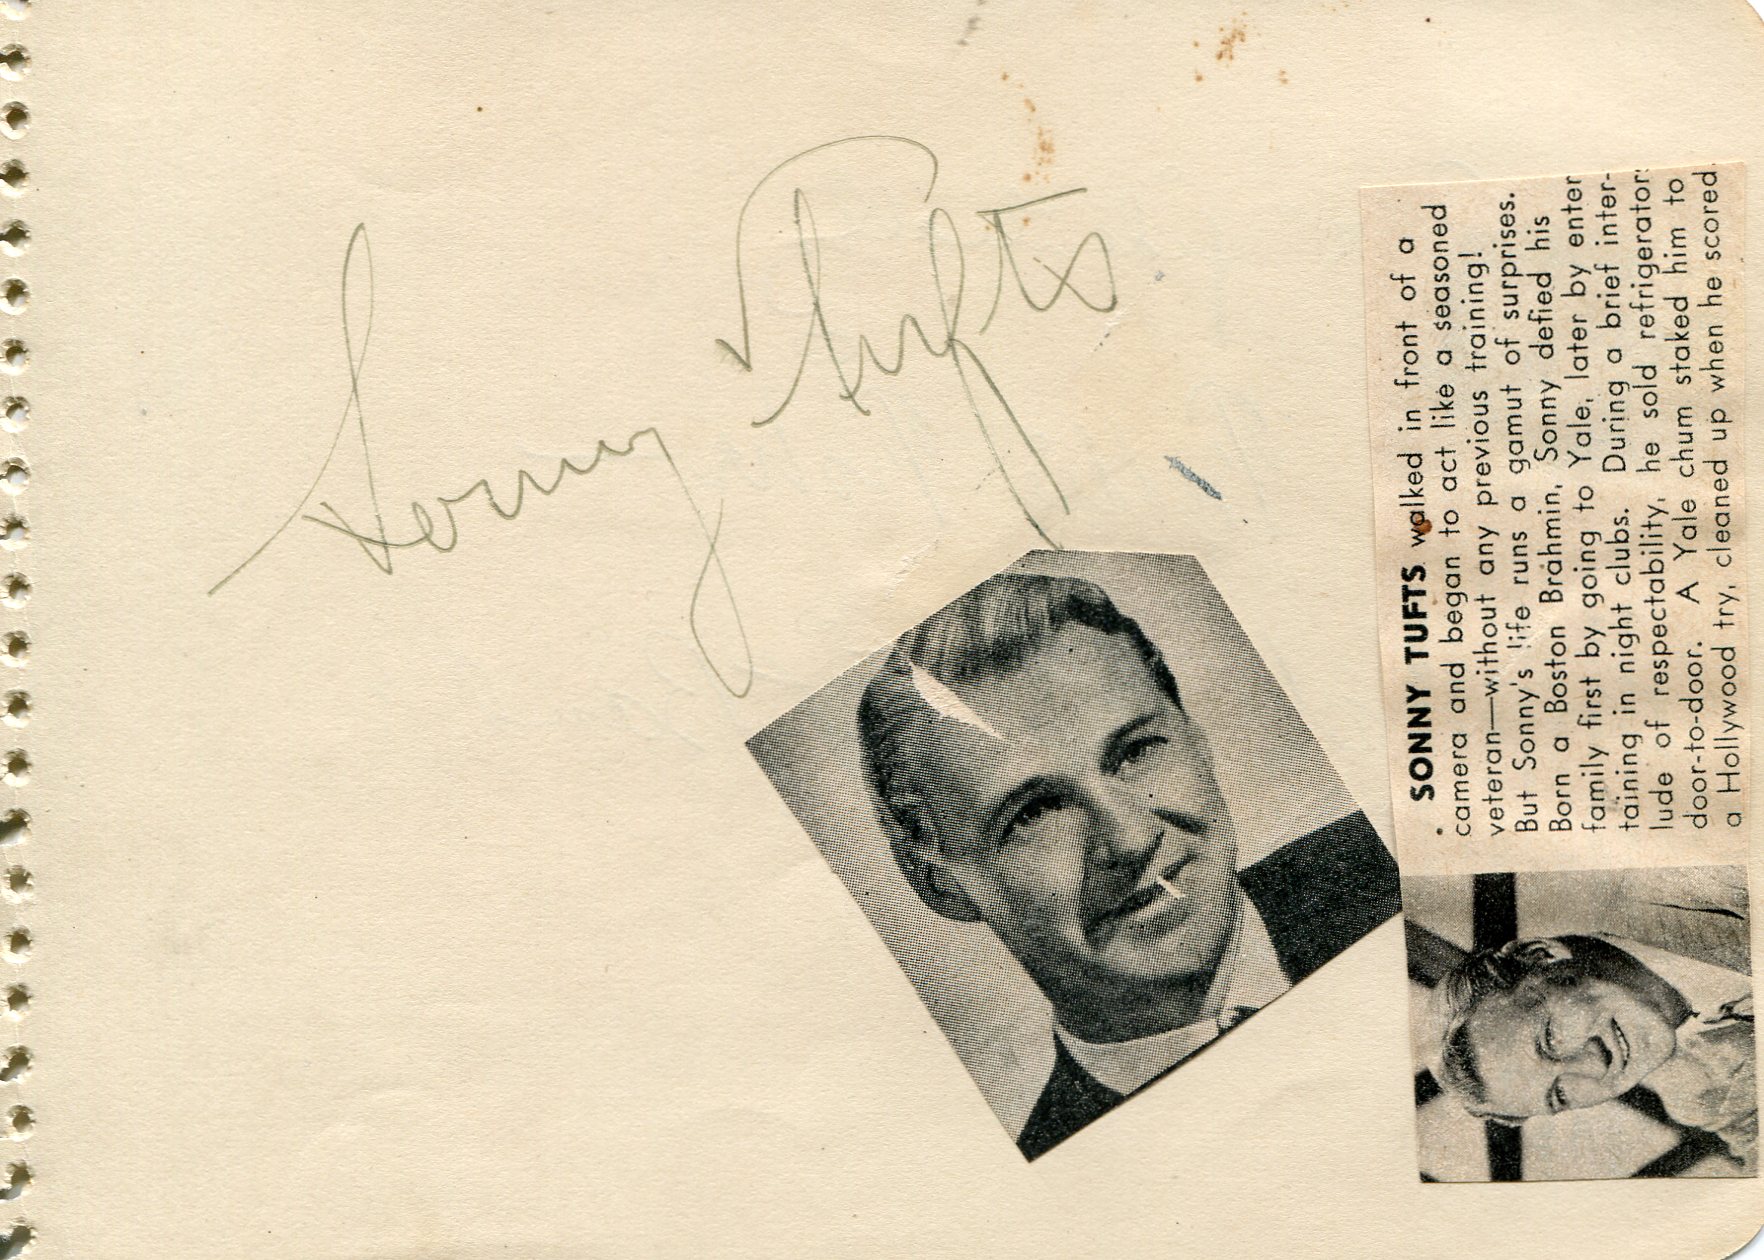 Sonny Tufts
• SONNY TUFTS walked in front of a
camera and began to act like a seasoned
veteran—without any previous training!
But Sonny's life runs a gamut of surprises.
Born a Boston Brahmin, Sonny defied his
family first by going to Yale, later by enter
taining in night clubs. During a brief inter-
lude of respectability, he sold refrigerators
door-to-door. A Yale chum staked him to
a Hollywood try, cleaned up when he scored